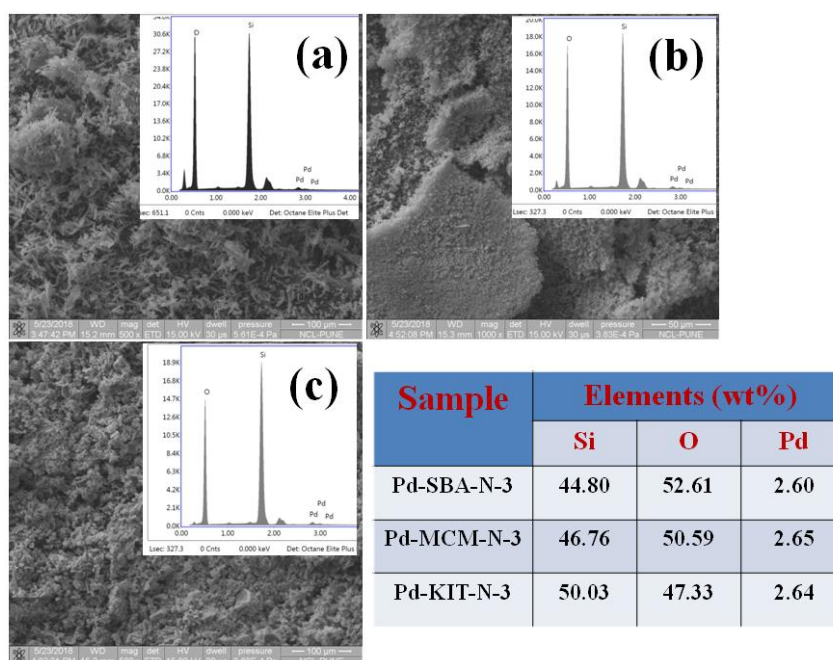 34.0K
30.6K
27.2K
23.8K
20.4K
17.0K
13.6K
10.2K
6.8K
3.4K
0.0K
O
Si
(a)
Pd
Pd Pd
0.00 1.00 2.00 3.00 4.00
651.1 0 Cnts 0.000 keV Det: Octane Elite Plus Det
5/23/2018 WD mag det HV dwell pressure 100 µm
3:47:42 PM 15.2 mm 500 x ETD 15.00 kV 30 µs 5.61E-4 Pa NCL-PUNE
20.0K
18.0K
16.0K
14.0K
12.0K
10.0K
8.0K
6.0K
4.0K
2.0K
0.0K
O
Si
(b)
Pd
Pd Pd
0.00 1.00 2.00 3.00
Lsec: 327.3 0 Cnts 0.000 keV Det: Octane Elite Plus
5/23/2018 WD mag det HV dwell pressure 50 µm
4:52:08 PM 15.3 mm 1000 x ETD 15.00 kV 30 µs 3.83E-4 Pa NCL-PUNE
18.9K
16.8K
14.7K
12.6K
10.5K
8.4K
6.3K
4.2K
2.1K
0.0K
O
Si
(c)
Pd
Pd Pd
0.00 1.00 2.00 3.00
Lsec: 327.3 0 Cnts 0.000 keV Det: Octane Elite Plus
5/23/2018 WD mag det HV dwell pressure 100 µm
NCL-PUNE
Sample Elements (wt%)
Si O Pd
Pd-SBA-N-3 44.80 52.61 2.60
Pd-MCM-N-3 46.76 50.59 2.65
Pd-KIT-N-3 50.03 47.33 2.64